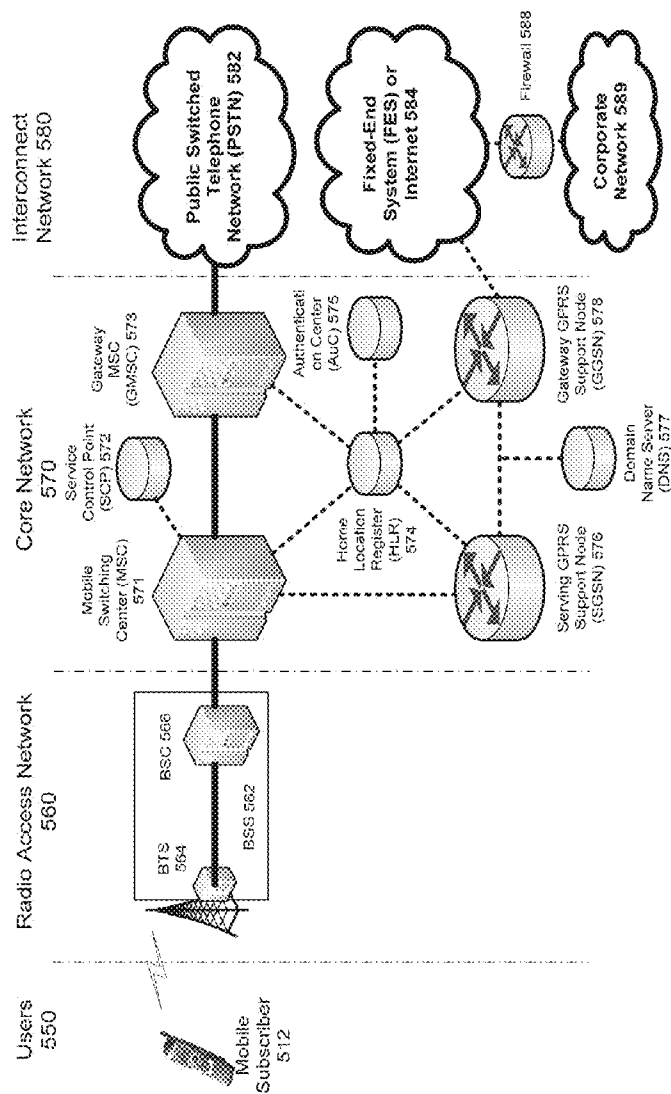 Users
550
Radio Access Network
560
Core Network
570
Interconnect
Network 580
Mobile
Subscriber
512
BTS
564
BSC 566
BSS 562
Mobile
Switching
Center (MSC)
571
Service
Control Point
(SCP) 572
Gateway
MSC
(GMSC) 573
Home
Location
Register
(HLR)
574
Authenticati
on Center
(AuC) 575
Serving GPRS
Support Node
(SGSN) 576
Domain
Name Server
(DNS) 577
Gateway GPRS
Support Node
(GGSN) 578
Public Switched
Telephone
Network (PSTN) 582
Fixed-End
System (FES) or
Internet 584
Firewall 588
Corporate
Network 589